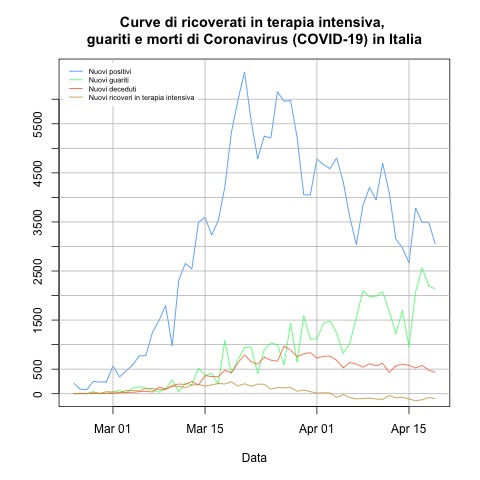 Curve di ricoverati in terapia intensiva,
guariti e morti di Coronavirus (COVID-19) in Italia
Nuovi positivi
Nuovi guariti
Nuovi deceduti
Nuovi ricoveri in terapia intensiva
5500
4500
3500
2500
1500
500
0
Mar 01 Mar 15 Apr 01 Apr 15
Data